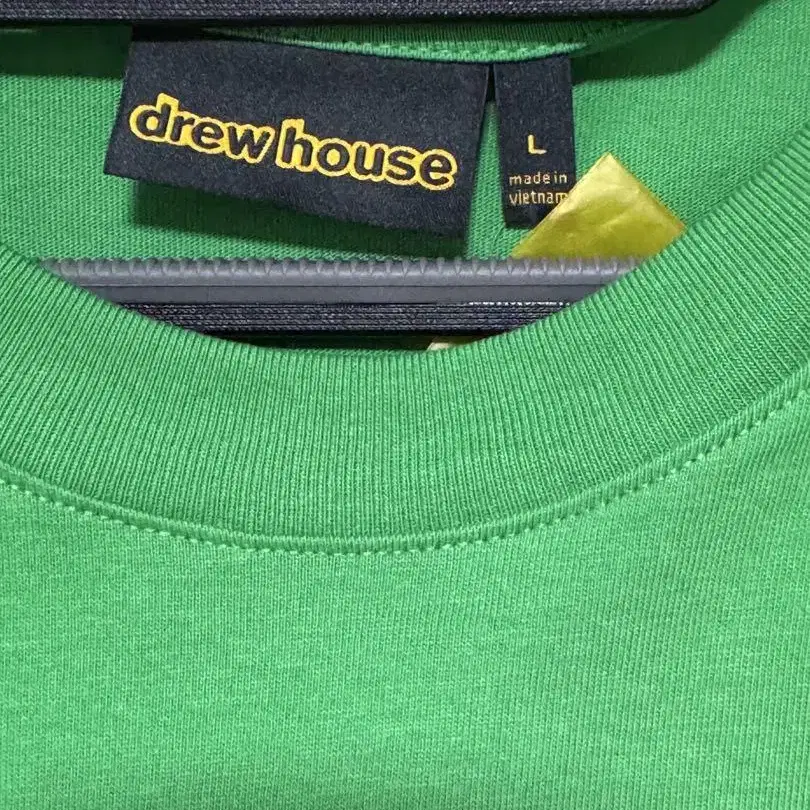 drew house
L
made in
vietnam